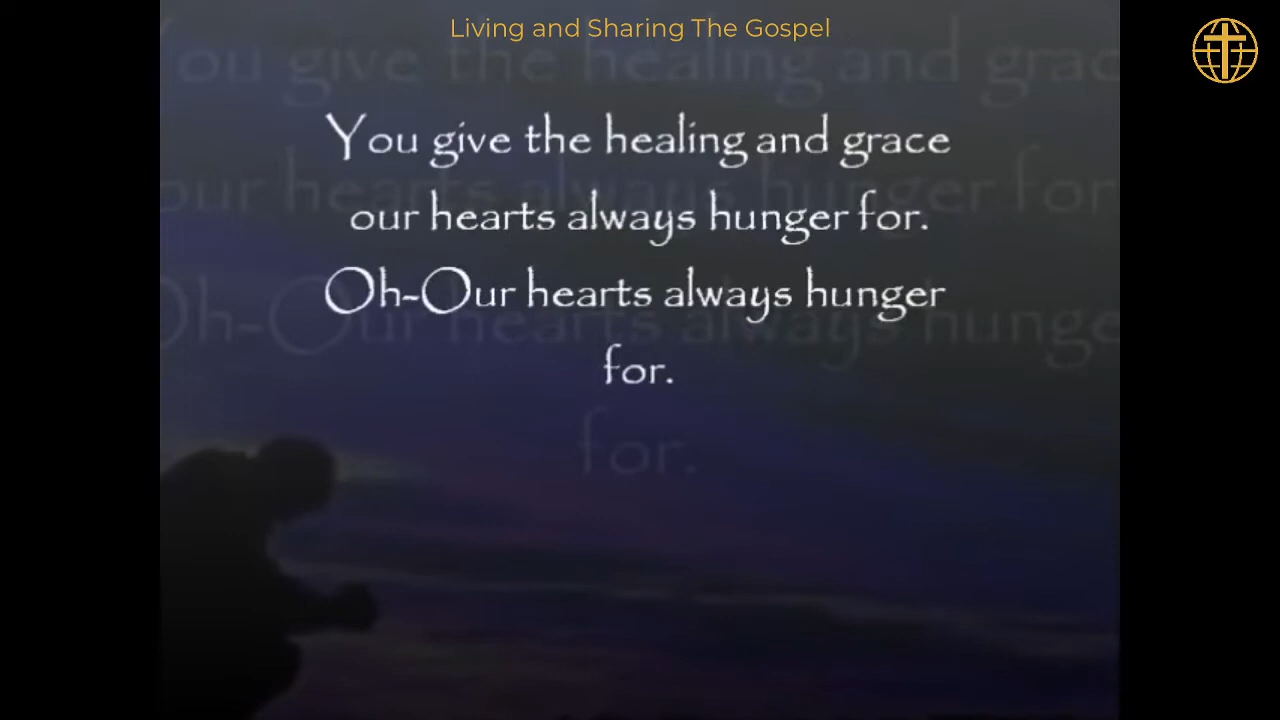 Living and Sharing The Gospel
You give the healing and grace
our hearts always hunger for.
Oh-Our hearts always hunger
for.